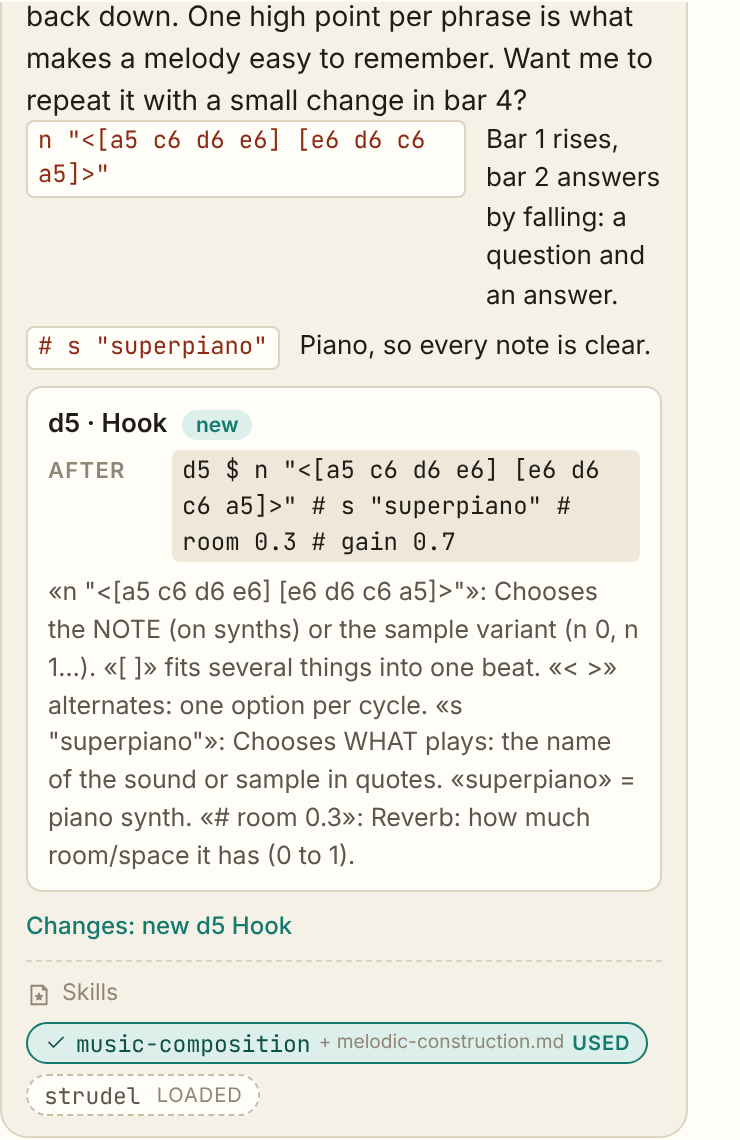 back down. One high point per phrase is what
makes a melody easy to remember. Want me to
repeat it with a small change in bar 4?
n "<[a5 c6 d6 e6] [e6 d6 c6
a5]>"
Bar 1 rises,
bar 2 answers
by falling: a
question and
an answer.
# s "superpiano"
Piano, so every note is clear.
d5 · Hook new
AFTER
d5 $ n "<[a5 c6 d6 e6] [e6 d6
c6 a5]>" # s "superpiano" #
room 0.3 # gain 0.7
«n "<[a5 c6 d6 e6] [e6 d6 c6 a5]>"»: Chooses
the NOTE (on synths) or the sample variant (n 0, n
1...). «[ ]» fits several things into one beat. «< >»
alternates: one option per cycle. «s
"superpiano"»: Chooses WHAT plays: the name
of the sound or sample in quotes. «superpiano» =
piano synth. «# room 0.3»: Reverb: how much
room/space it has (0 to 1).
Changes: new d5 Hook
Skills
✓ music-composition + melodic-construction.md USED
strudel LOADED